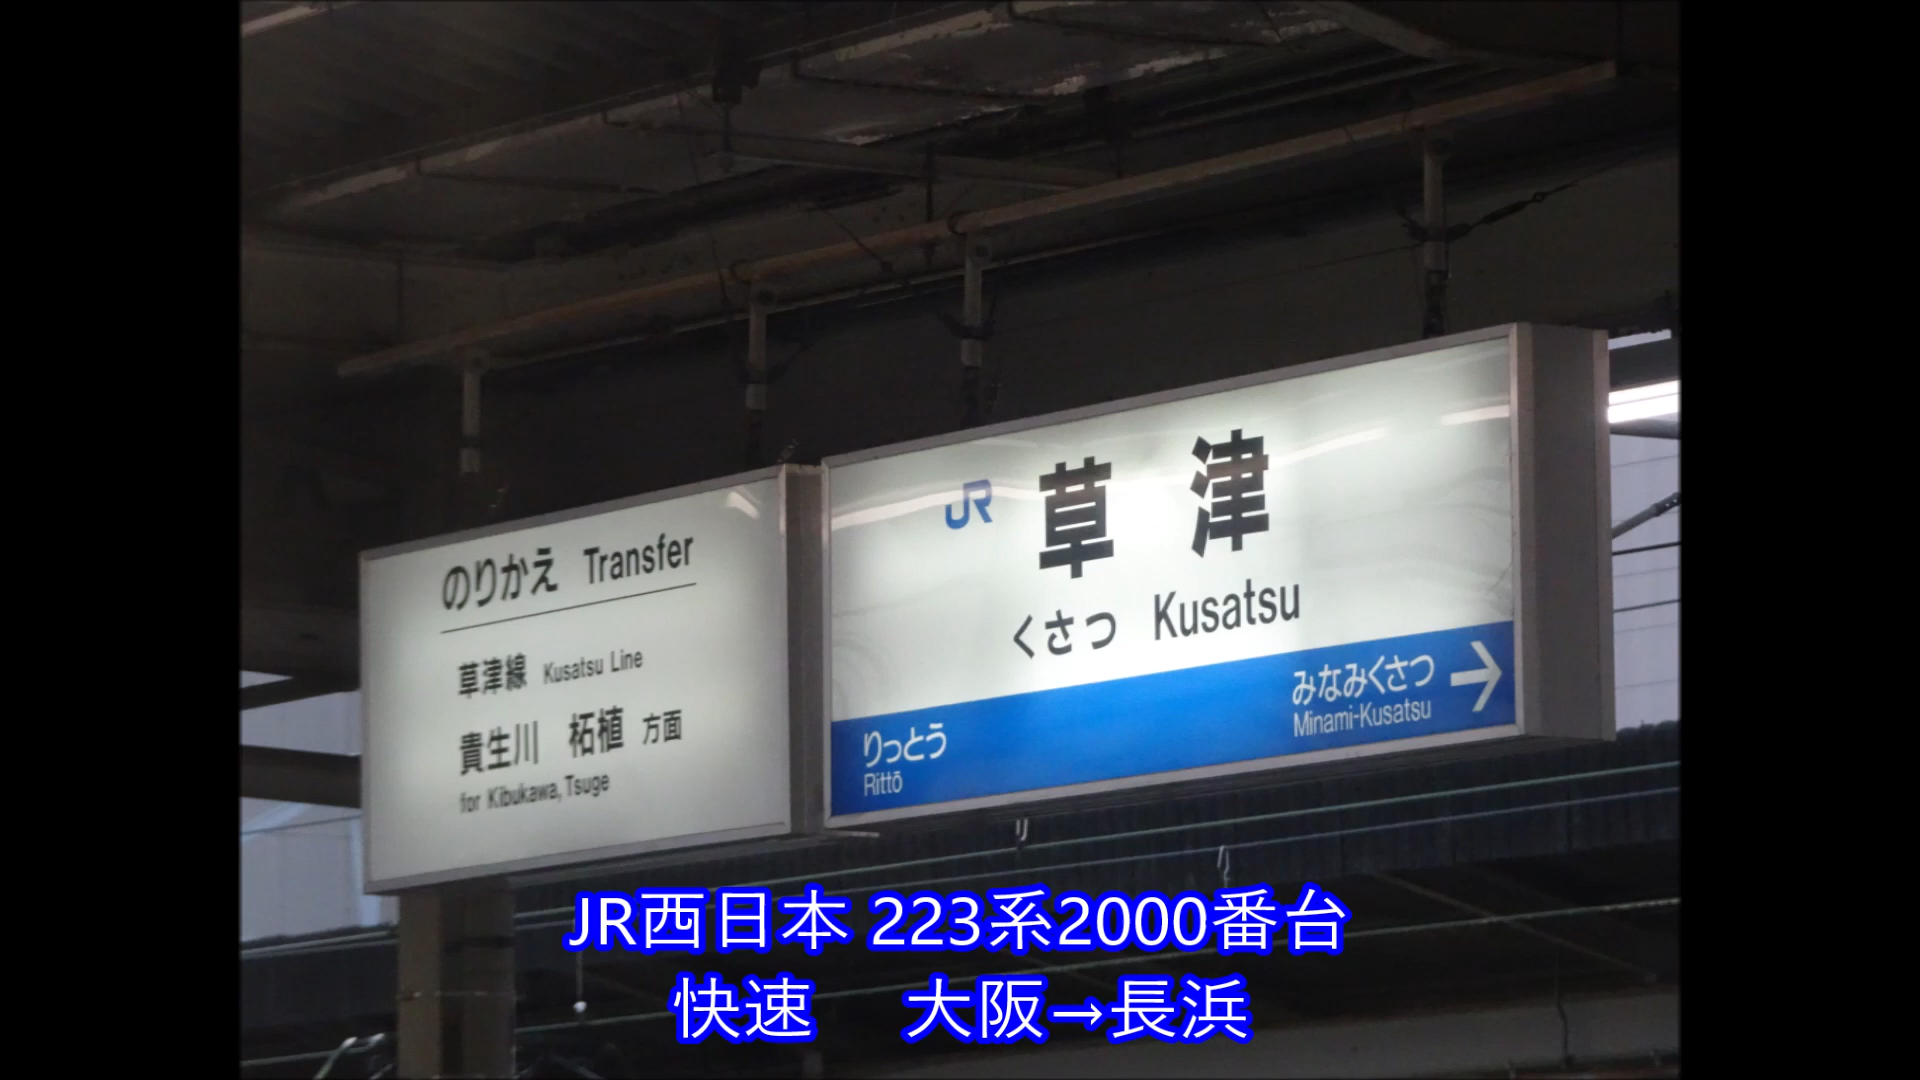 のりかえ Transfer
草津線 Kusatsu Line
貴生川 柘植 方面
for Kibukawa, Tsuge
JR 草津
くさつ Kusatsu
りっとう
Rittō
みなみくさつ →
Minami-Kusatsu
JR西日本 223系2000番台
快速 大阪→長浜